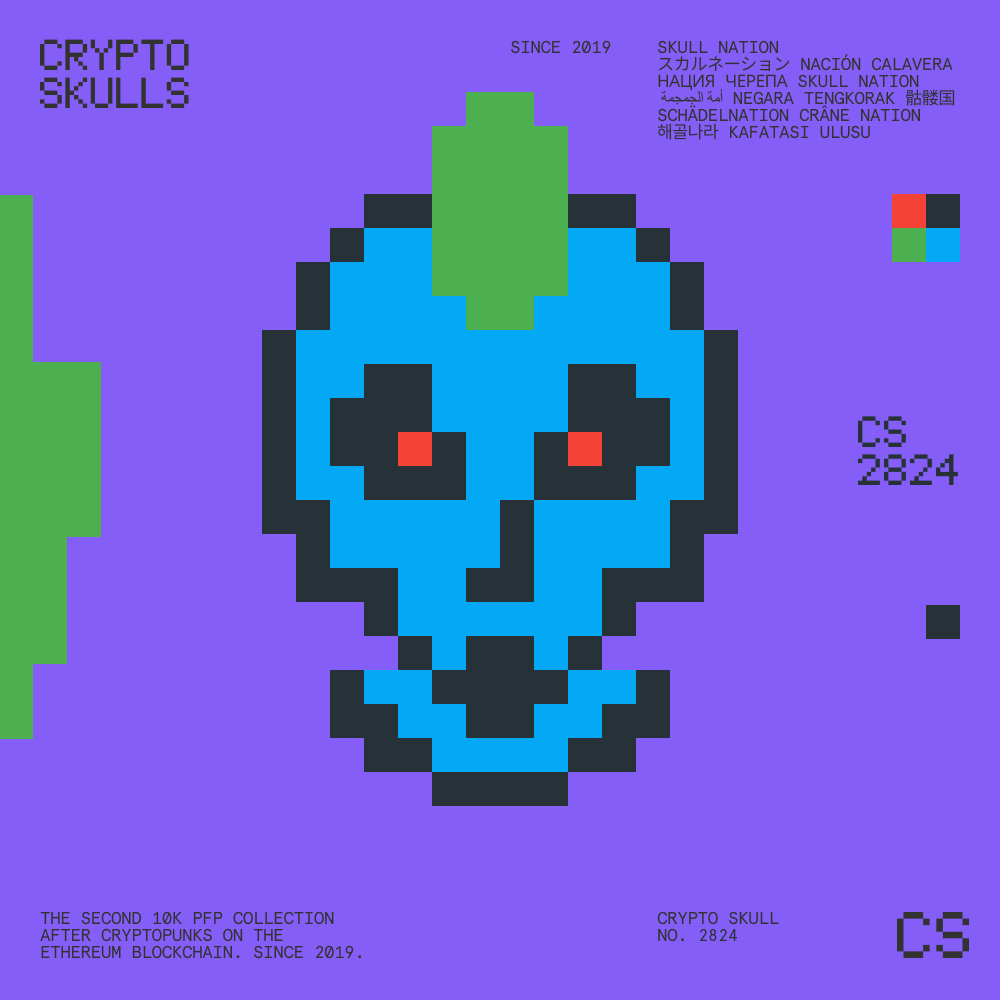 CRYPTO
SKULLS
SINCE 2019
SKULL NATION
スカルネーション NACIÓN CALAVERA
НАЦИЯ ЧЕРЕПА SKULL NATION
أمة الجمجمة NEGARA TENGKORAK 骷髅国
SCHÄDELNATION CRÂNE NATION
해골나라 KAFATASI ULUSU
CS
2824
THE SECOND 10K PFP COLLECTION
AFTER CRYPTOPUNKS ON THE
ETHEREUM BLOCKCHAIN. SINCE 2019.
CRYPTO SKULL
NO. 2824
CS